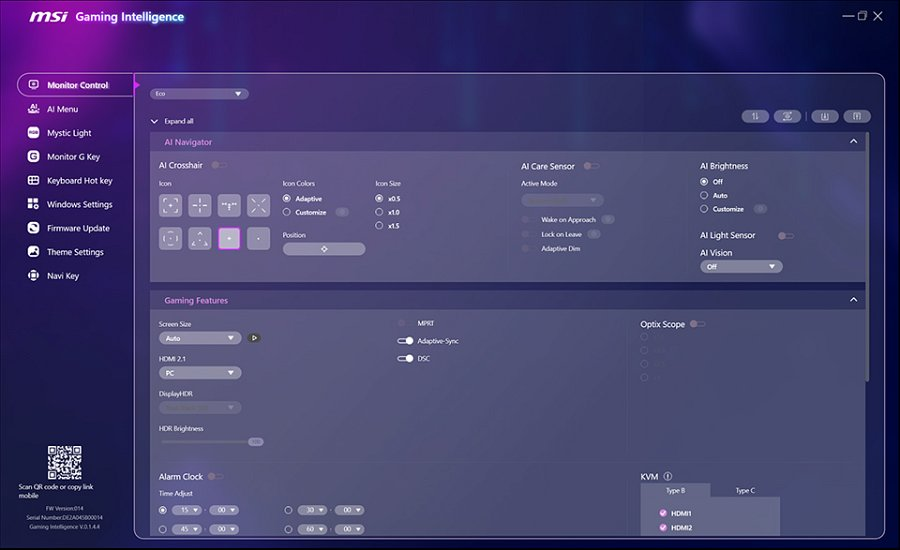 msi Gaming Intelligence
Monitor Control
AI Menu
Mystic Light
Monitor G Key
Keyboard Hot key
Windows Settings
Firmware Update
Theme Settings
Navi Key
Scan QR code or copy link
mobile
FW Version:014
Serial Number:DE2A045B00014
Gaming Intelligence V.0.1.4.4
Eco
Expand all
AI Navigator
AI Crosshair
Icon
Icon Colors
Adaptive
Customize
Position
Icon Size
x0.5
x1.0
x1.5
AI Care Sensor
Active Mode
Wake on Approach
Lock on Leave
Adaptive Dim
AI Brightness
Off
Auto
Customize
AI Light Sensor
AI Vision
Off
Gaming Features
Screen Size
Auto
HDMI 2.1
PC
DisplayHDR
HDR Brightness
100
MPRT
Adaptive-Sync
DSC
Optix Scope
Alarm Clock
Time Adjust
15 : 00
30 : 00
45 : 00
60 : 00
KVM
Type B Type C
HDMI1
HDMI2